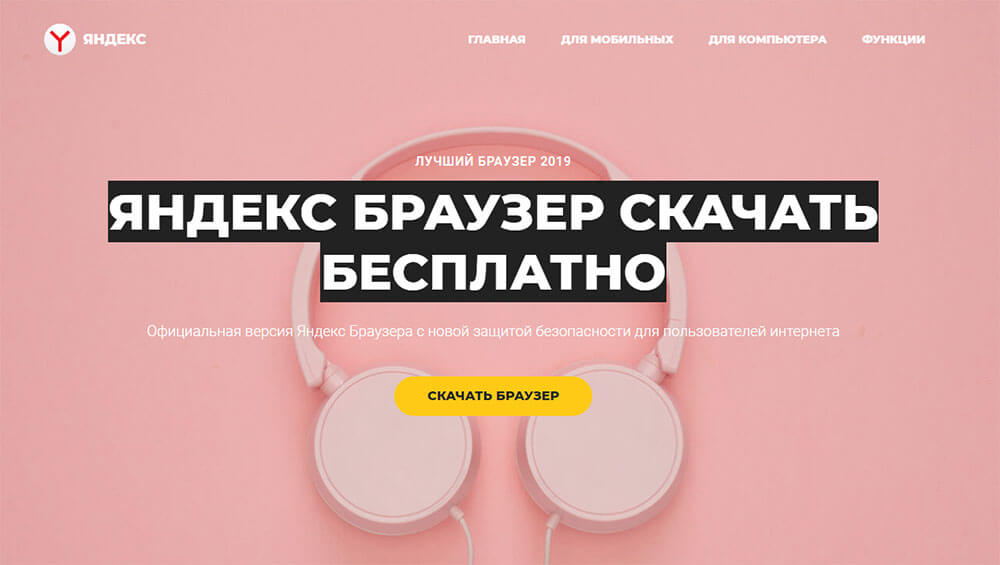 ЯНДЕКС
ГЛАВНАЯ ДЛЯ МОБИЛЬНЫХ ДЛЯ КОМПЬЮТЕРА ФУНКЦИИ
ЛУЧШИЙ БРАУЗЕР 2019
ЯНДЕКС БРАУЗЕР СКАЧАТЬ
БЕСПЛАТНО
Официальная версия Яндекс Браузера с новой защитой безопасности для пользователей интернета
СКАЧАТЬ БРАУЗЕР